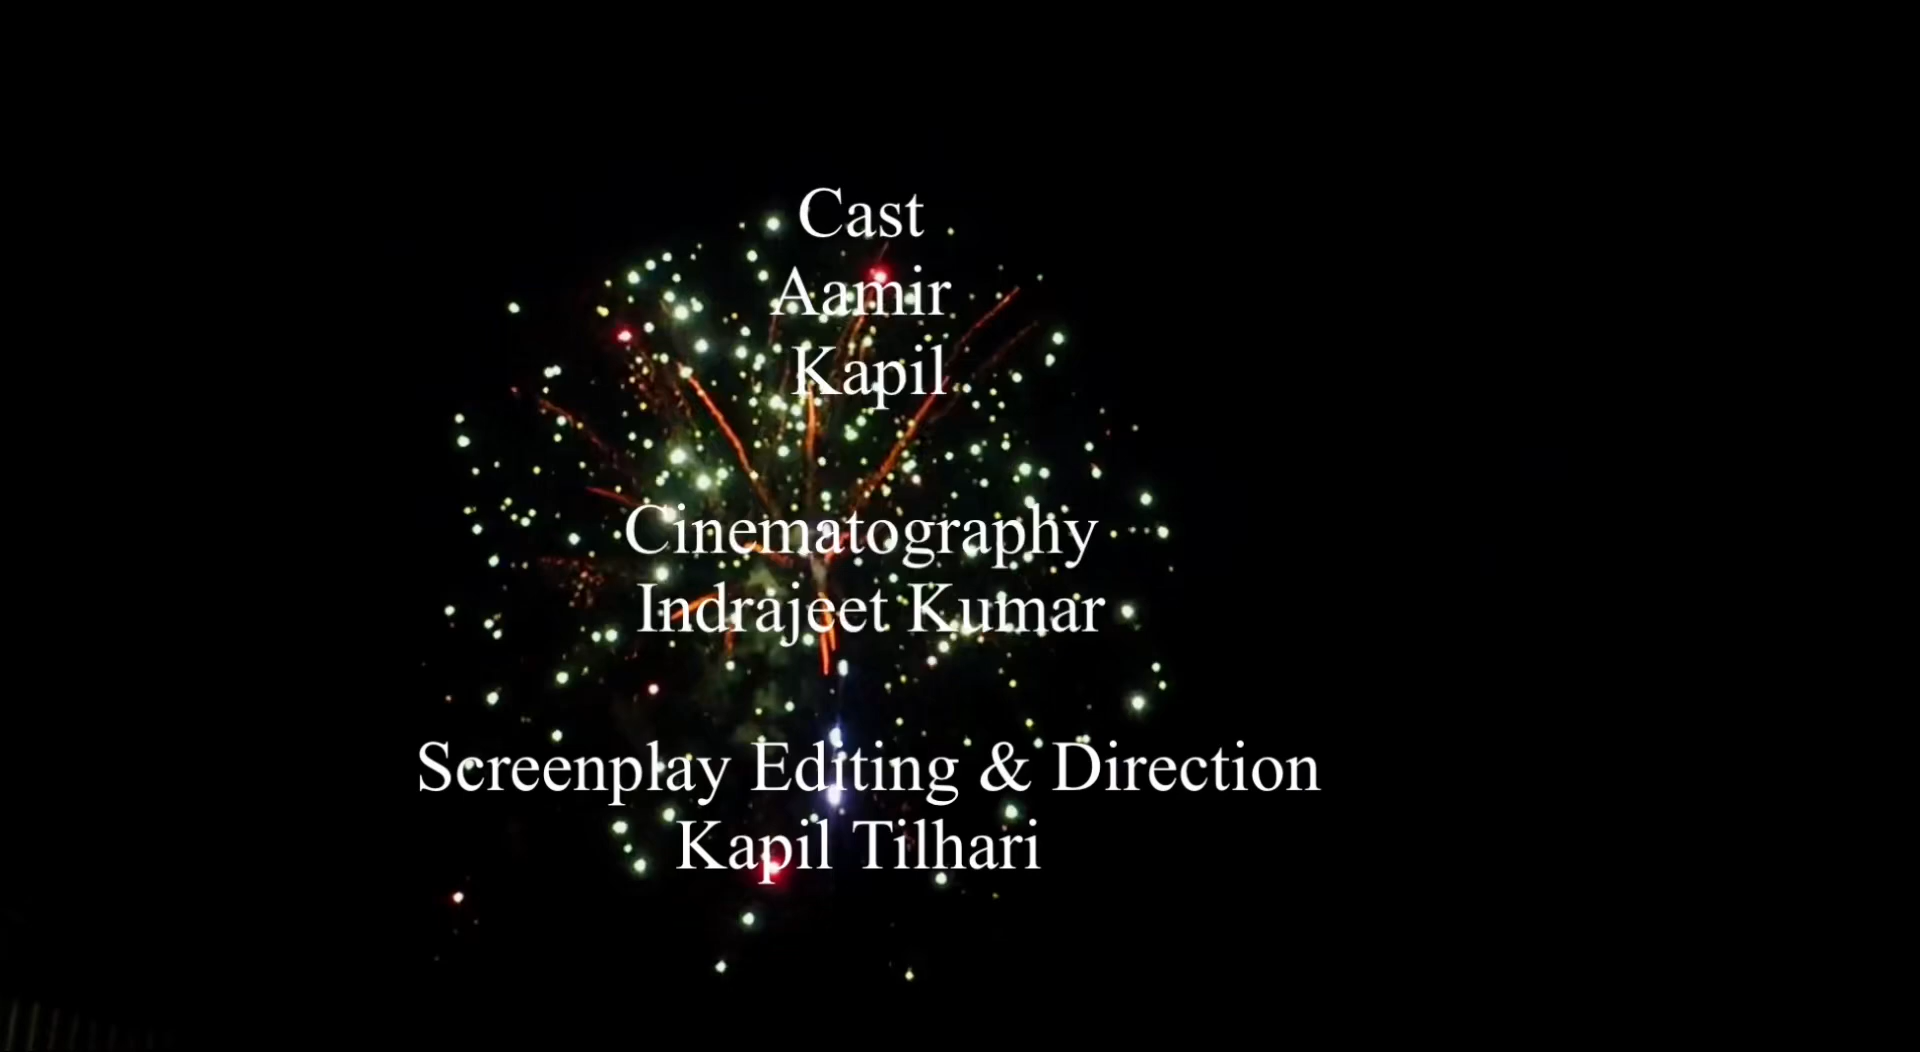 Cast
Aamir
Kapil
Cinematography
Indrajeet Kumar
Screenplay Editing & Direction
Kapil Tilhari